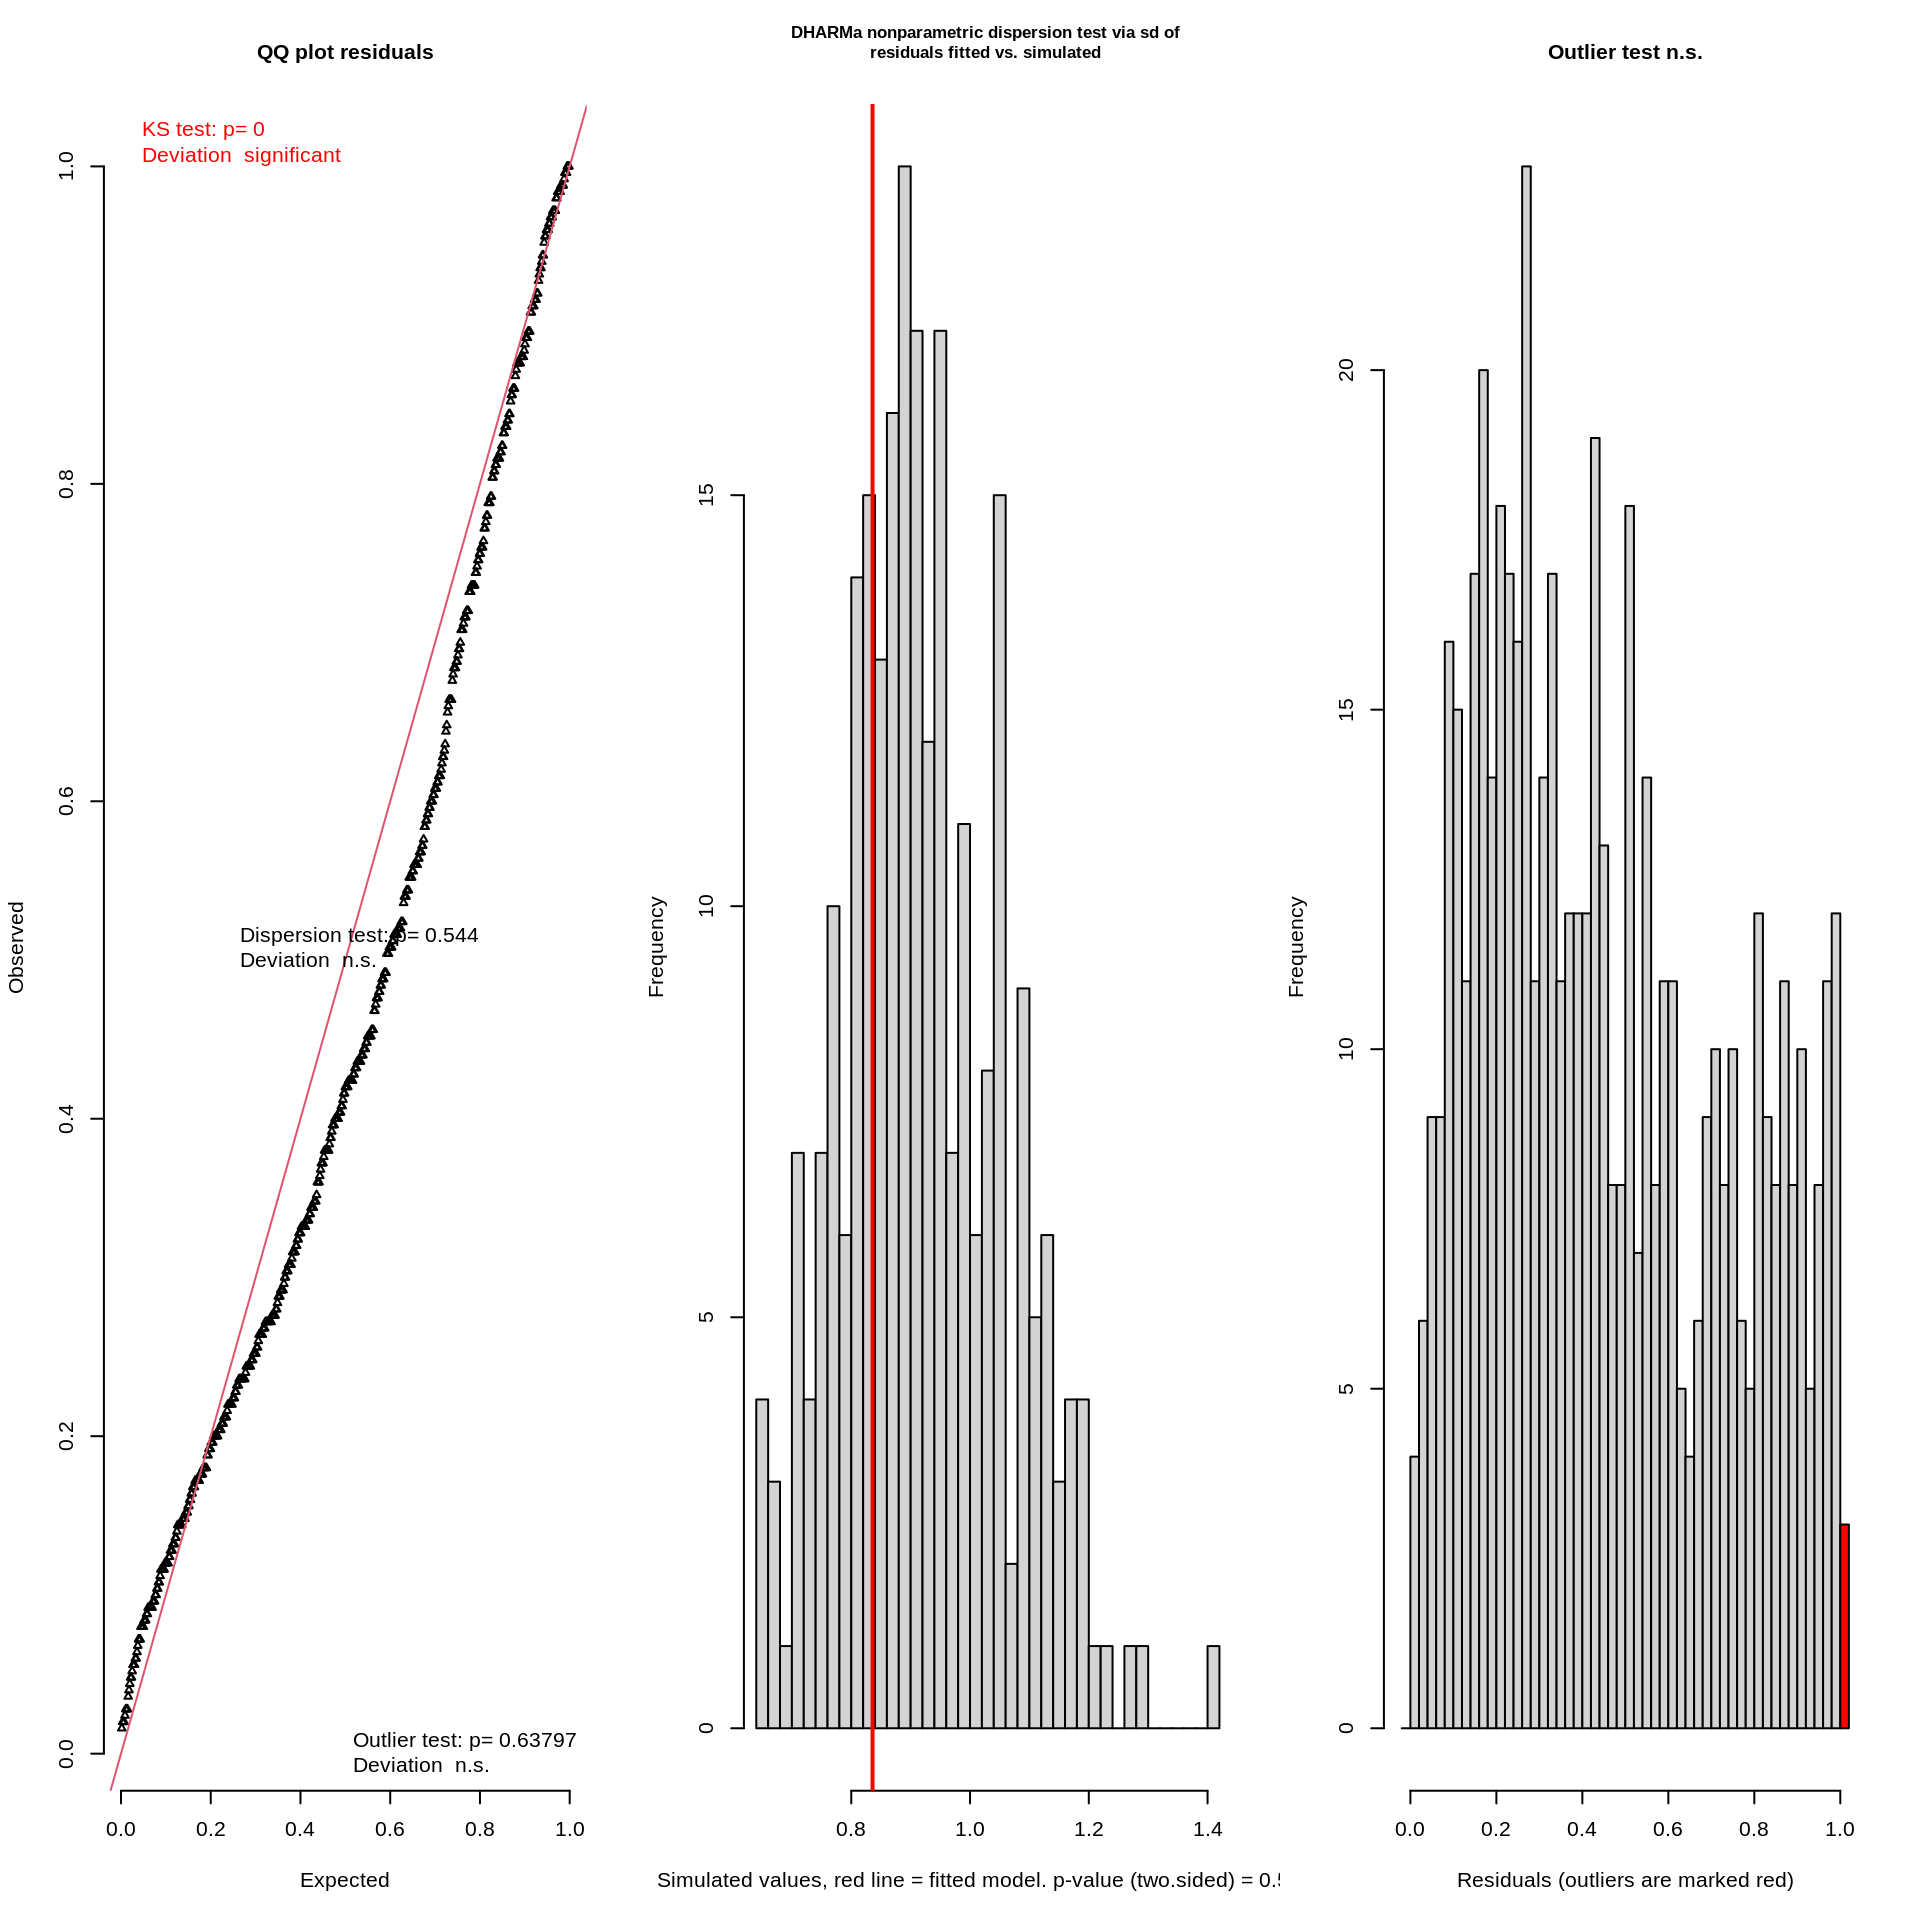 QQ plot residuals
KS test: p= 0
Deviation  significant
1.0
0.8
0.6
0.4
0.2
0.0
Observed
Dispersion test: p= 0.544
Deviation  n.s.
Outlier test: p= 0.63797
Deviation  n.s.
0.0 0.2 0.4 0.6 0.8 1.0
Expected
DHARMa nonparametric dispersion test via sd of
residuals fitted vs. simulated
15
10
5
0
Frequency
0.8 1.0 1.2 1.4
Simulated values, red line = fitted model. p-value (two.sided) = 0.
Outlier test n.s.
20
15
10
5
0
Frequency
0.0 0.2 0.4 0.6 0.8 1.0
Residuals (outliers are marked red)